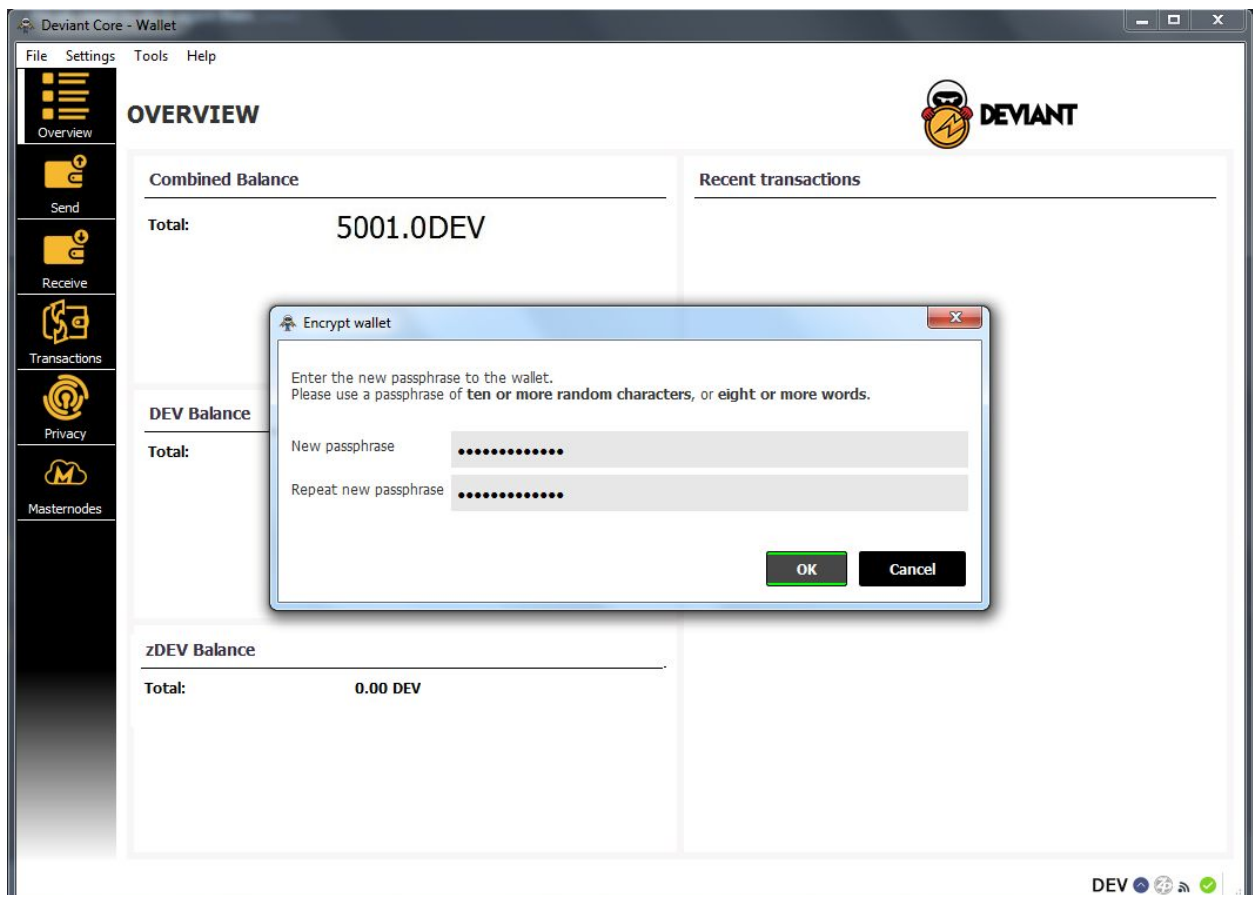 Deviant Core - Wallet
File Settings Tools Help
Overview
Send
Receive
Transactions
Privacy
Masternodes
OVERVIEW
DEVIANT
Combined Balance
Total: 5001.0DEV
Recent transactions
Encrypt wallet
Enter the new passphrase to the wallet.
Please use a passphrase of ten or more random characters, or eight or more words.
New passphrase •••••••••••••
Repeat new passphrase •••••••••••••
OK Cancel
DEV Balance
Total:
zDEV Balance
Total: 0.00 DEV
DEV